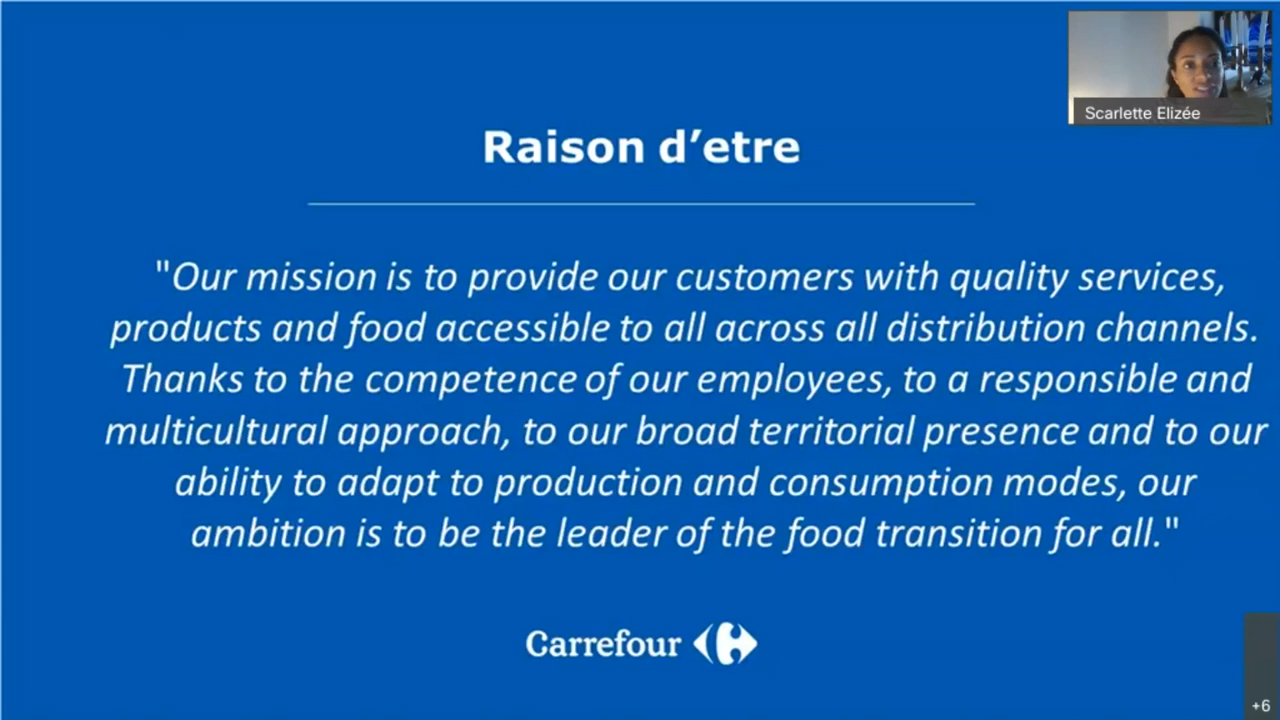 Scarlette Elizée
Raison d’etre
"Our mission is to provide our customers with quality services,
products and food accessible to all across all distribution channels.
Thanks to the competence of our employees, to a responsible and
multicultural approach, to our broad territorial presence and to our
ability to adapt to production and consumption modes, our
ambition is to be the leader of the food transition for all."
Carrefour
+6